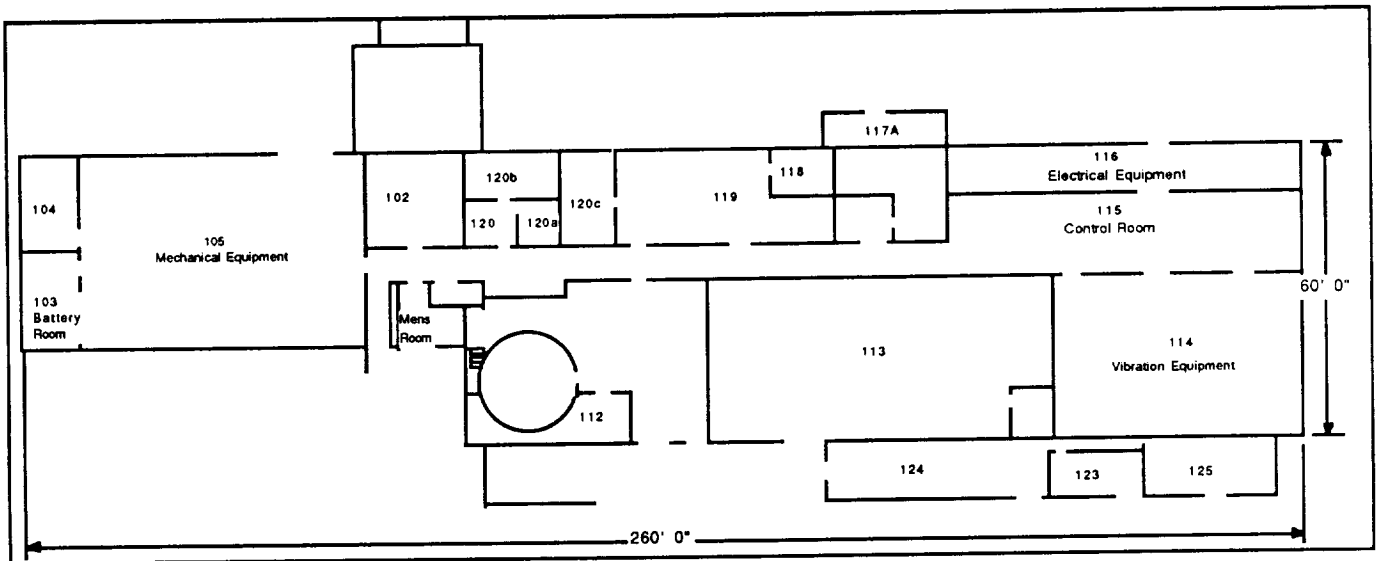 117A
116
Electrical Equipment
118
120b
104
102
120c
119
115
Control Room
120
120a
105
Mechanical Equipment
60' 0"
103
Battery
Room
Mens
Room
113
114
Vibration Equipment
112
124
123
125
260' 0"